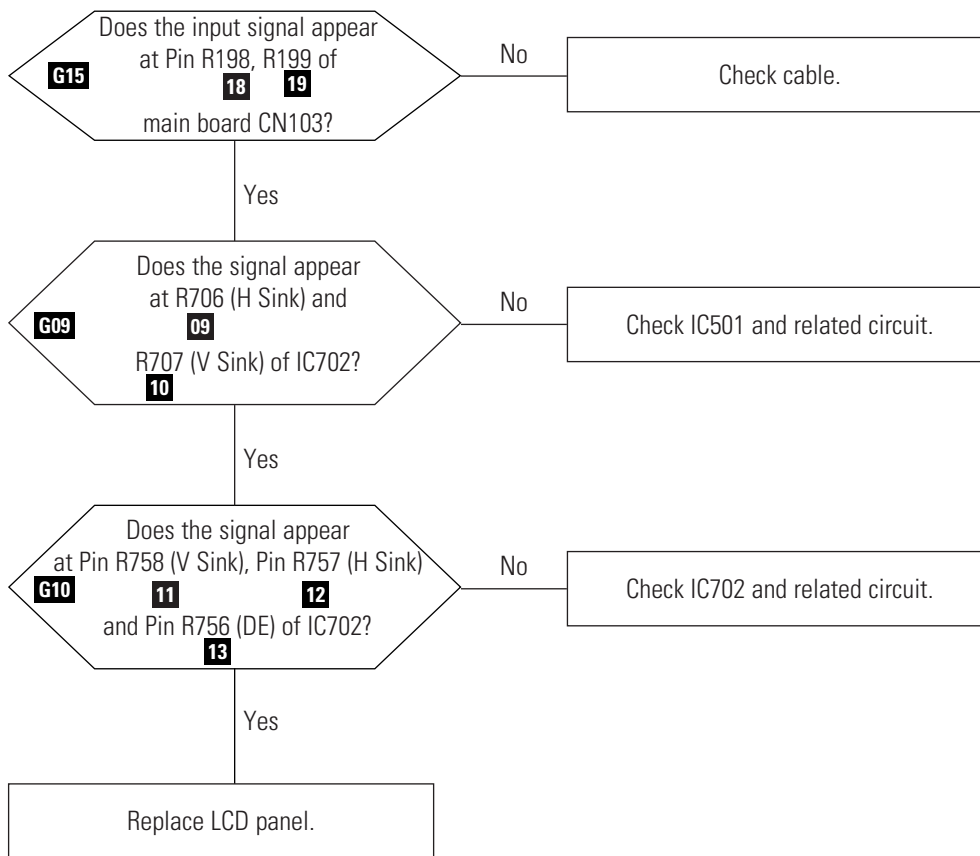 Does the input signal appear
at Pin R198, R199 of
G15
18
19
main board CN103?
No
Check cable.
Yes
Does the signal appear
at R706 (H Sink) and
G09
09
R707 (V Sink) of IC702?
10
No
Check IC501 and related circuit.
Yes
Does the signal appear
at Pin R758 (V Sink), Pin R757 (H Sink)
G10
11
12
and Pin R756 (DE) of IC702?
13
No
Check IC702 and related circuit.
Yes
Replace LCD panel.